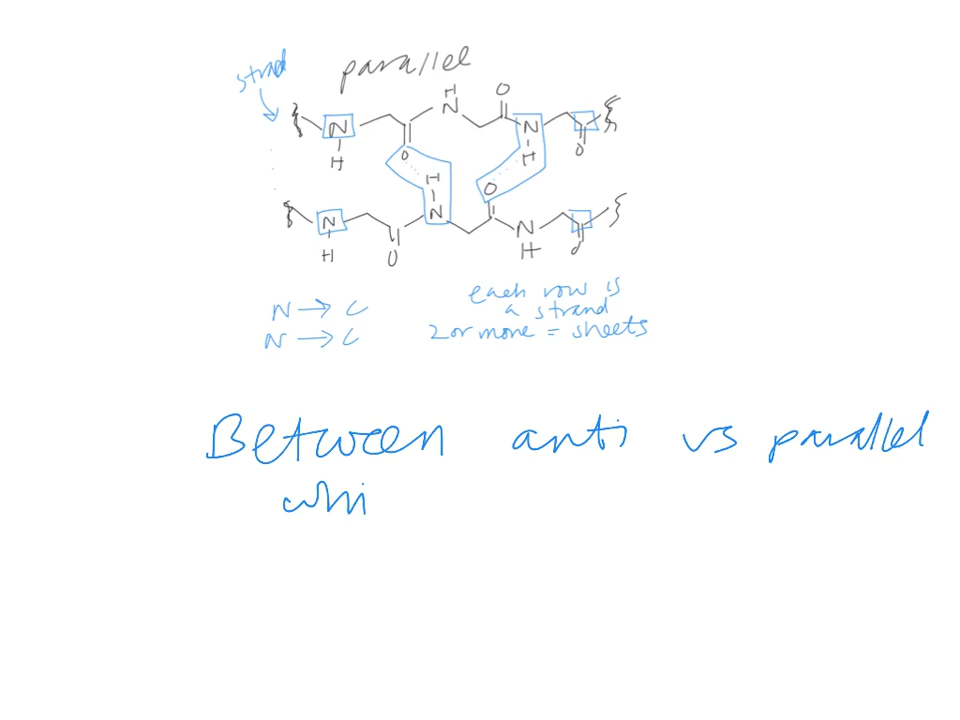 strand
parallel
H
N
O
N
H
O
N
H
O
H
N
O
N
H
O
N
H
O
N → C
N → C
each row is
a strand
2 or more = sheets
Between anti vs parallel
whi